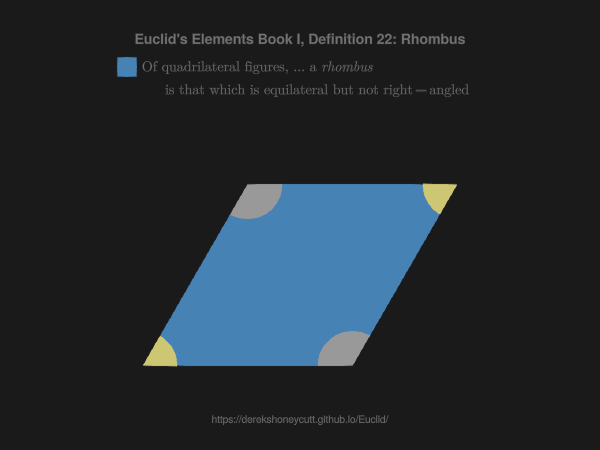 Euclid's Elements Book I, Definition 22: Rhombus
Of quadrilateral figures, ... a rhombus
is that which is equilateral but not right–angled
https://derekshoneycutt.github.io/Euclid/